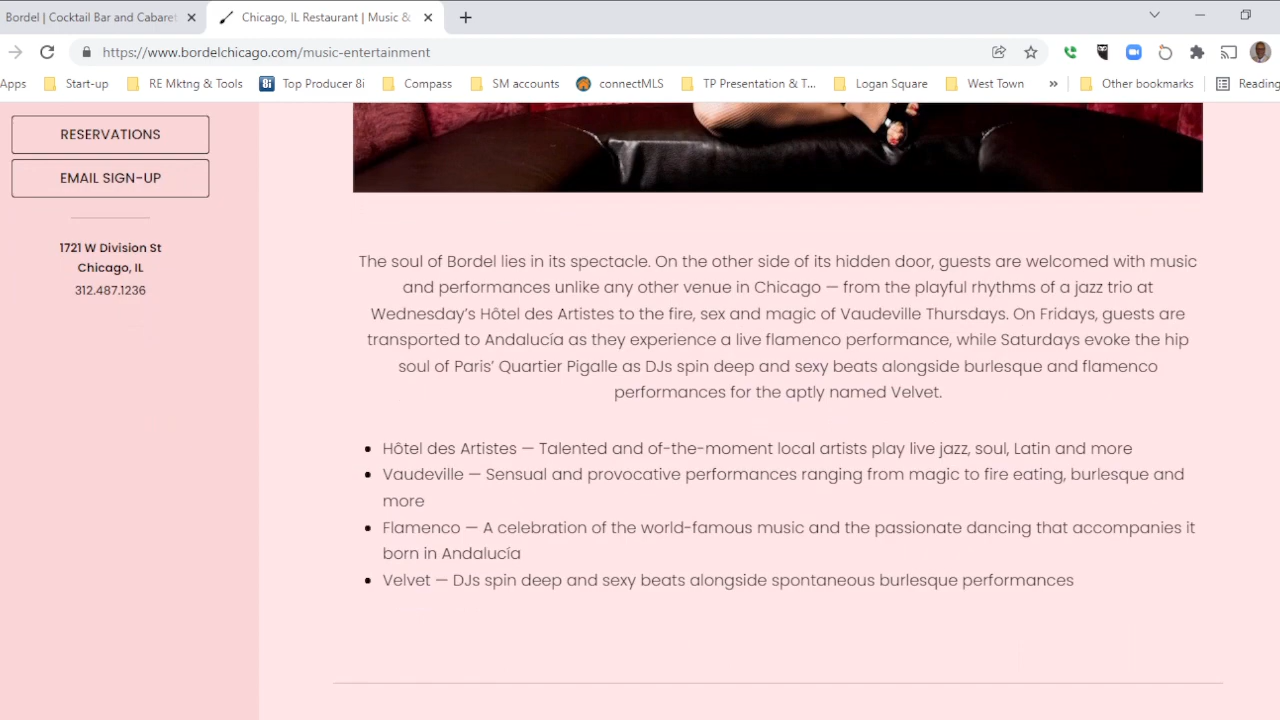 Bordel | Cocktail Bar and Cabaret
Chicago, IL Restaurant | Music &
https://www.bordelchicago.com/music-entertainment
Apps
Start-up
RE Mktng & Tools
8i
Top Producer 8i
Compass
SM accounts
connectMLS
TP Presentation & T...
Logan Square
West Town
»
Other bookmarks
Reading
RESERVATIONS
EMAIL SIGN-UP
1721 W Division St
Chicago, IL
312.487.1236
The soul of Bordel lies in its spectacle. On the other side of its hidden door, guests are welcomed with music
and performances unlike any other venue in Chicago — from the playful rhythms of a jazz trio at
Wednesday’s Hôtel des Artistes to the fire, sex and magic of Vaudeville Thursdays. On Fridays, guests are
transported to Andalucía as they experience a live flamenco performance, while Saturdays evoke the hip
soul of Paris’ Quartier Pigalle as DJs spin deep and sexy beats alongside burlesque and flamenco
performances for the aptly named Velvet.
• Hôtel des Artistes — Talented and of-the-moment local artists play live jazz, soul, Latin and more
• Vaudeville — Sensual and provocative performances ranging from magic to fire eating, burlesque and
more
• Flamenco — A celebration of the world-famous music and the passionate dancing that accompanies it
born in Andalucía
• Velvet — DJs spin deep and sexy beats alongside spontaneous burlesque performances